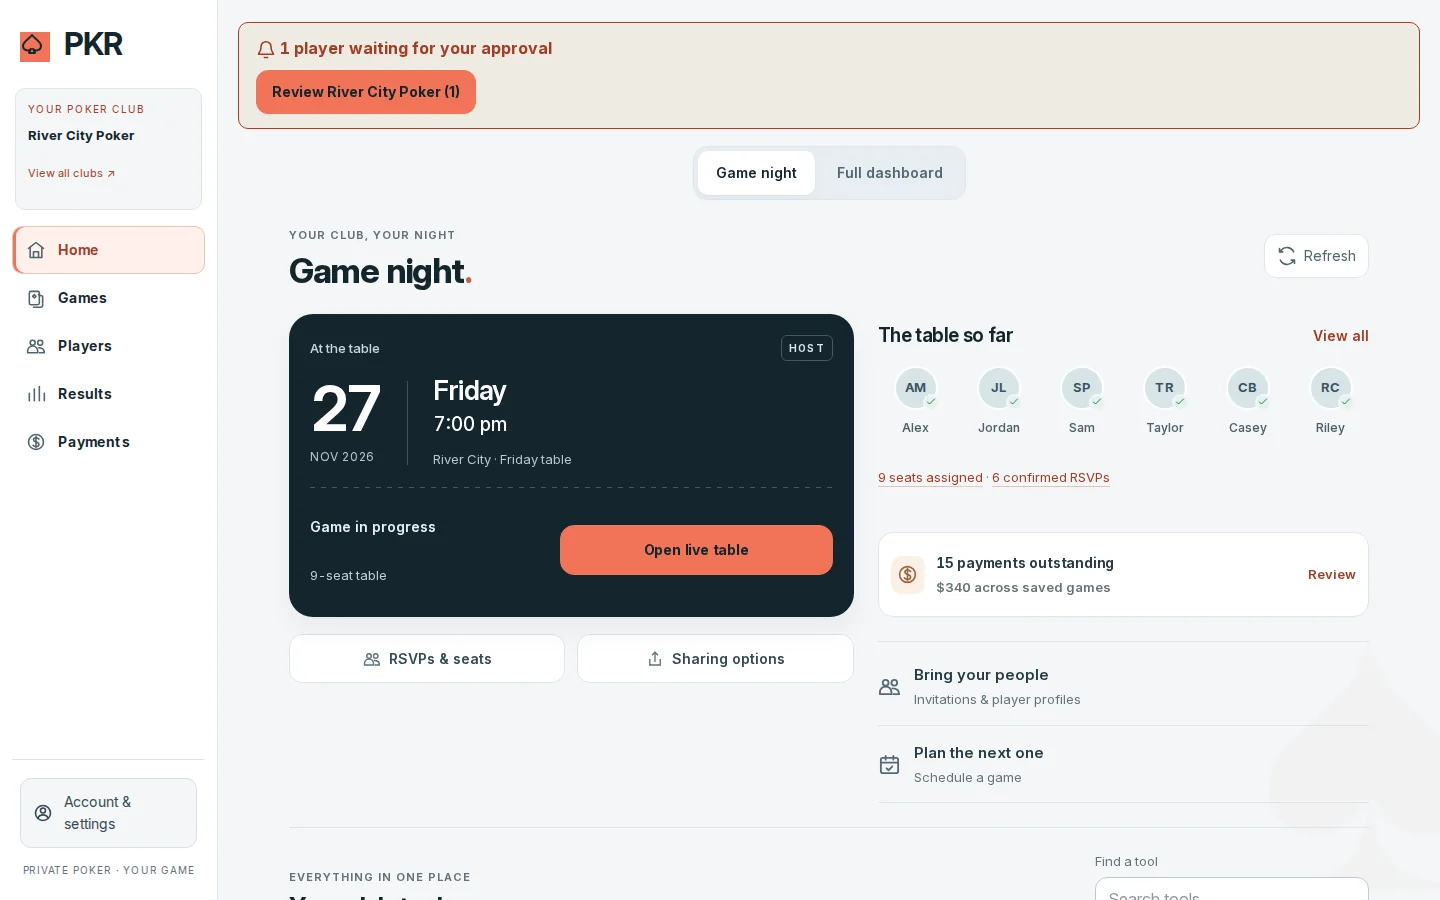 PKR
YOUR POKER CLUB
River City Poker
View all clubs ↗
Home
Games
Players
Results
Payments
Account &
settings
PRIVATE POKER · YOUR GAME
1 player waiting for your approval
Review River City Poker (1)
Game night
Full dashboard
YOUR CLUB, YOUR NIGHT
Game night.
Refresh
At the table
HOST
27
NOV 2026
Friday
7:00 pm
River City · Friday table
Game in progress
9-seat table
Open live table
RSVPs & seats
Sharing options
The table so far
View all
AM
JL
SP
TR
CB
RC
Alex
Jordan
Sam
Taylor
Casey
Riley
9 seats assigned · 6 confirmed RSVPs
15 payments outstanding
$340 across saved games
Review
Bring your people
Invitations & player profiles
Plan the next one
Schedule a game
EVERYTHING IN ONE PLACE
Find a tool
Search tools